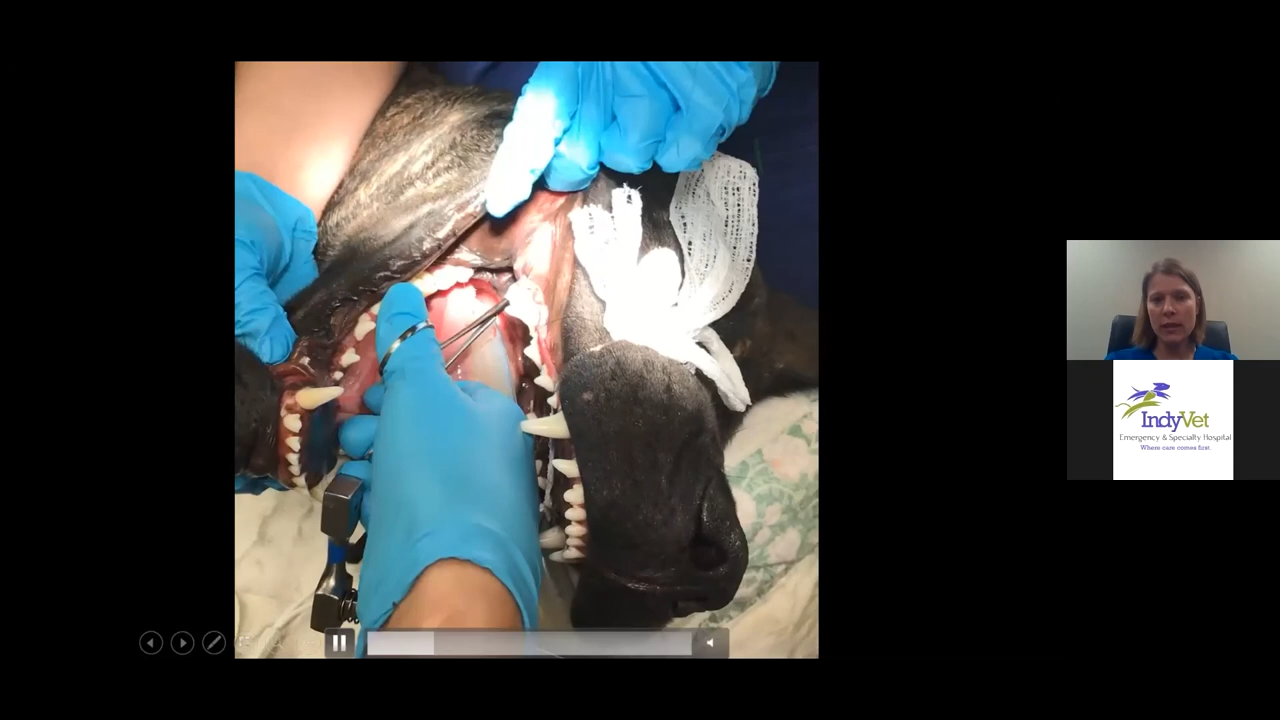 IndyVet
Emergency & Specialty Hospital
Where care comes first.